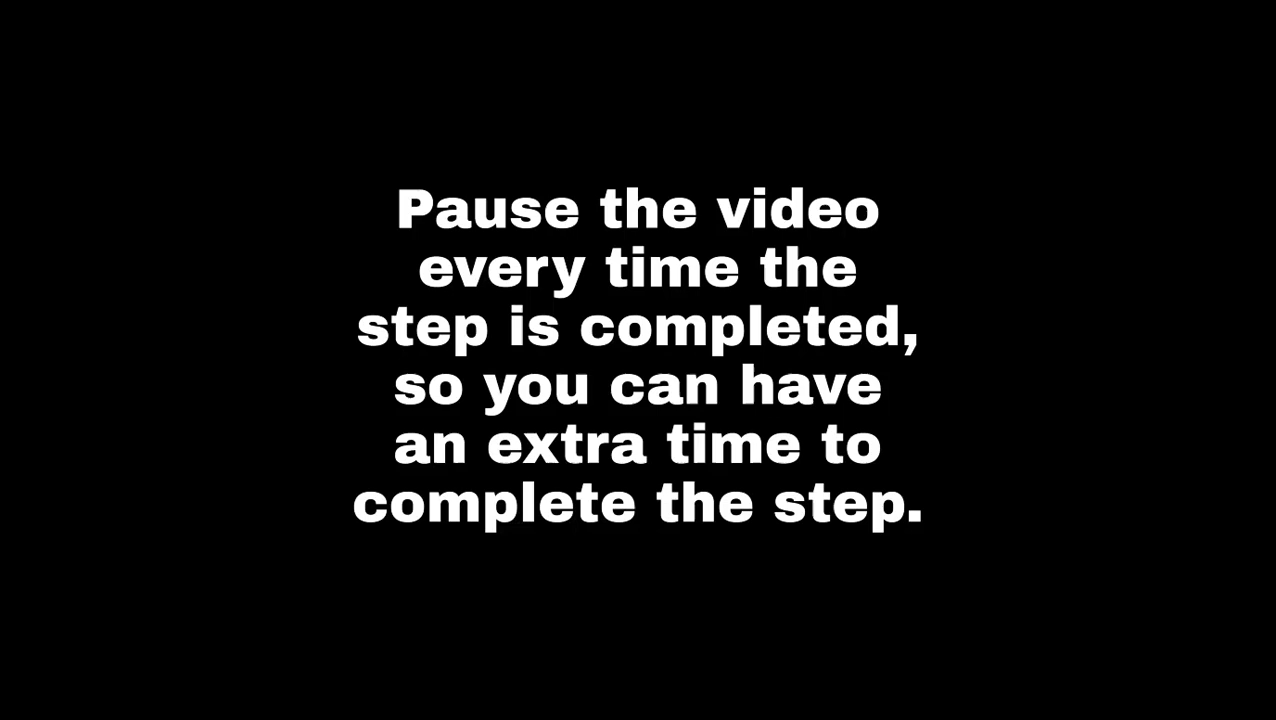 Pause the video
every time the
step is completed,
so you can have
an extra time to
complete the step.